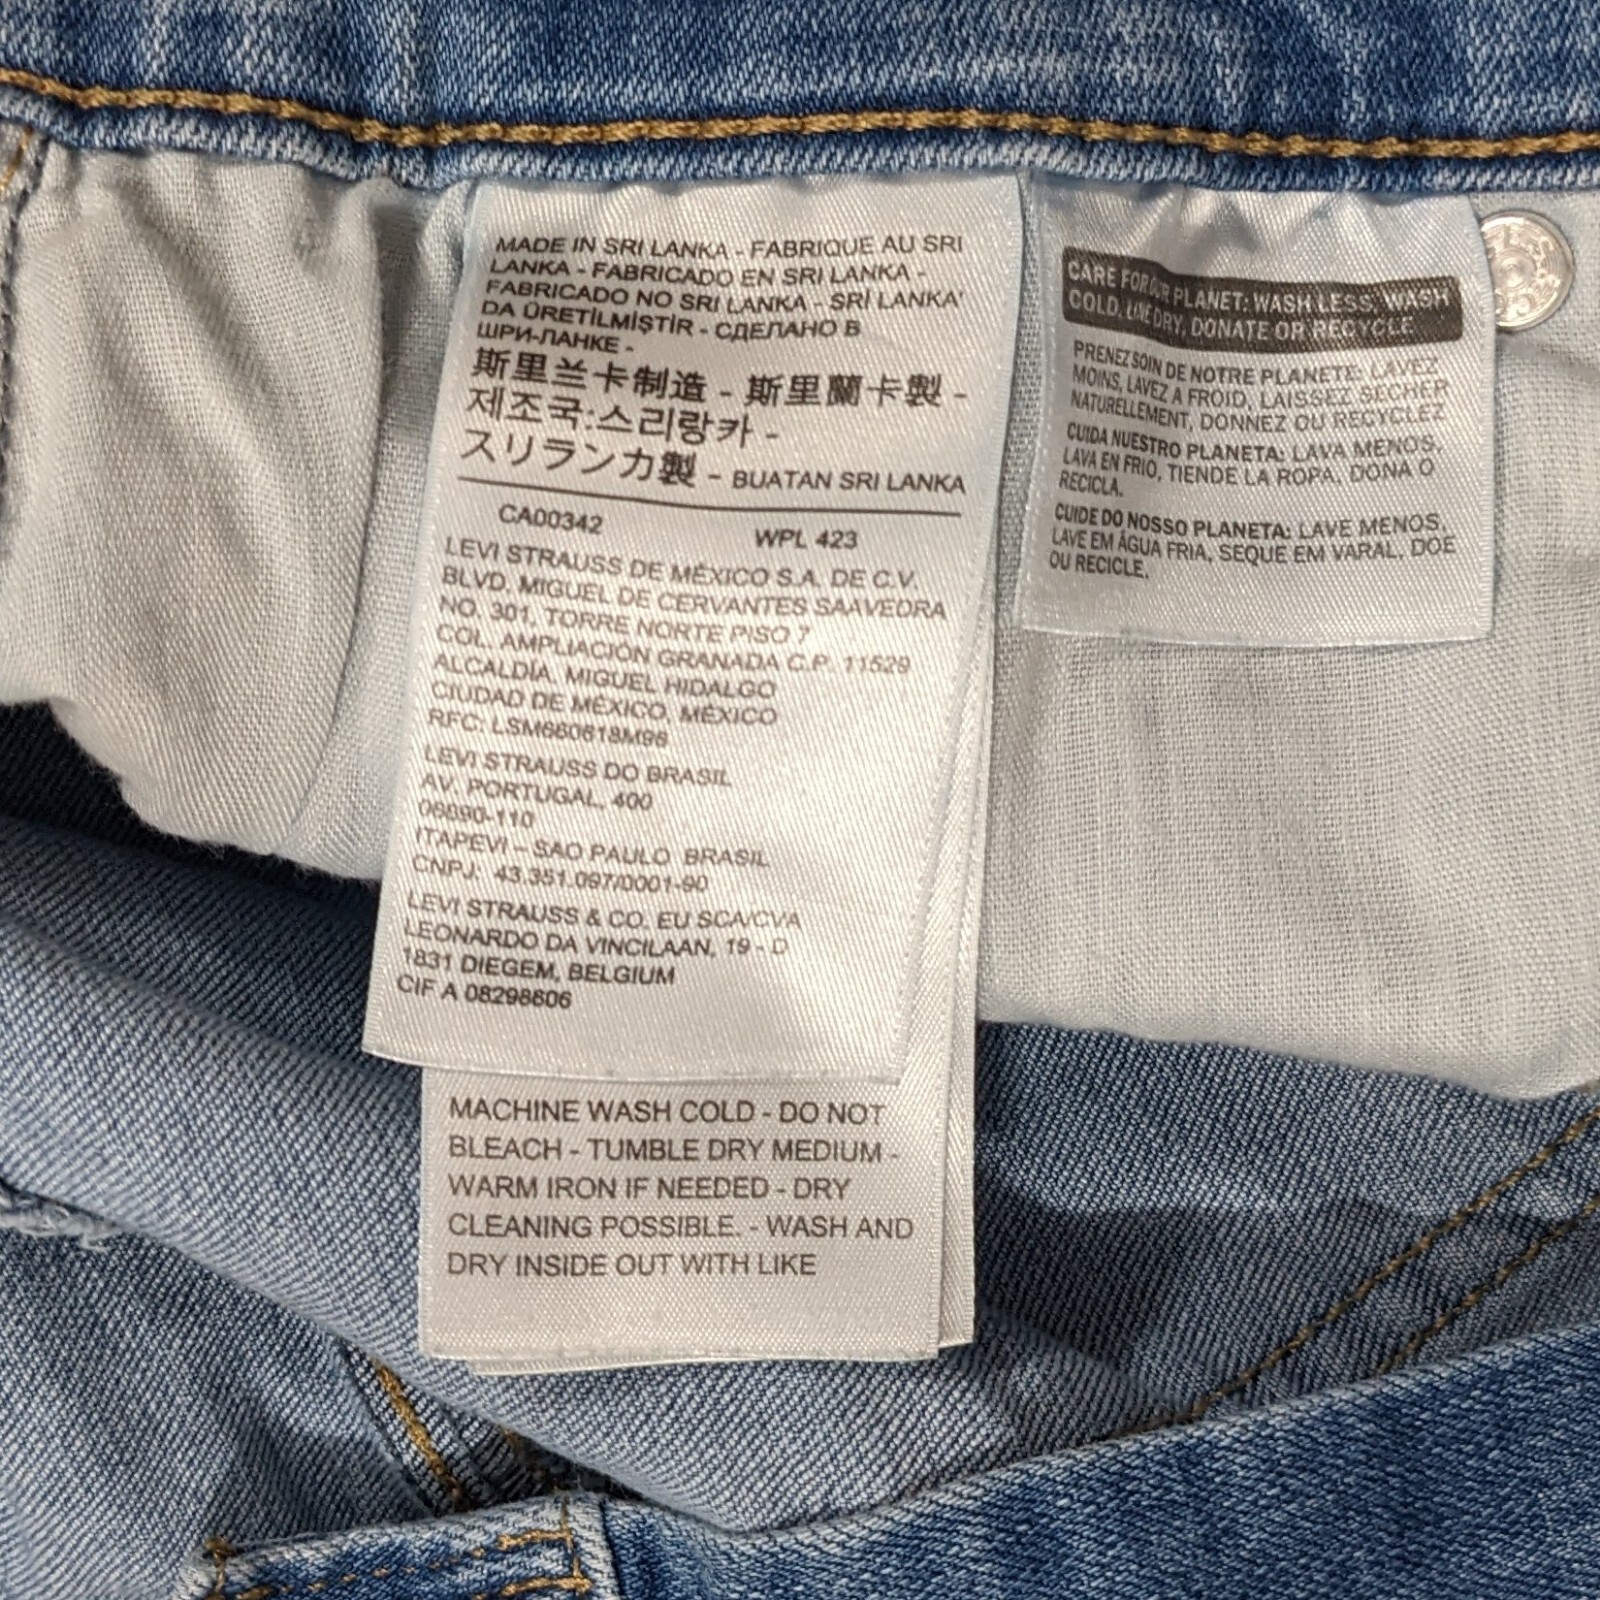 MADE IN SRI LANKA - FABRIQUE AU SRI
LANKA - FABRICADO EN SRI LANKA -
FABRICADO NO SRI LANKA - SRİ LANKA'
DA ÜRETİLMİŞTİR - СДЕЛАНО В
ШРИ-ЛАНКЕ -
斯里兰卡制造 - 斯里蘭卡製 -
제조국:스리랑카 -
スリランカ製 - BUATAN SRI LANKA
CA00342 WPL 423
LEVI STRAUSS DE MÉXICO S.A. DE C.V.
BLVD. MIGUEL DE CERVANTES SAAVEDRA
NO. 301, TORRE NORTE PISO 7
COL. AMPLIACIÓN GRANADA C.P. 11529
ALCALDÍA. MIGUEL HIDALGO
CIUDAD DE MÉXICO, MÉXICO
RFC: LSM660618M96
LEVI STRAUSS DO BRASIL
AV. PORTUGAL, 400
06690-110
ITAPEVI – SAO PAULO BRASIL
CNPJ: 43.351.097/0001-90
LEVI STRAUSS & CO. EU SCA/CVA
LEONARDO DA VINCILAAN, 19 - D
1831 DIEGEM, BELGIUM
CIF A 08298606
MACHINE WASH COLD - DO NOT
BLEACH - TUMBLE DRY MEDIUM -
WARM IRON IF NEEDED - DRY
CLEANING POSSIBLE. - WASH AND
DRY INSIDE OUT WITH LIKE
CARE FOR OUR PLANET: WASH LESS, WASH
COLD, LINE DRY, DONATE OR RECYCLE
PRENEZ SOIN DE NOTRE PLANETE: LAVEZ
MOINS, LAVEZ A FROID, LAISSEZ SECHER
NATURELLEMENT, DONNEZ OU RECYCLEZ
CUIDA NUESTRO PLANETA: LAVA MENOS,
LAVA EN FRIO, TIENDE LA ROPA, DONA O
RECICLA.
CUIDE DO NOSSO PLANETA: LAVE MENOS,
LAVE EM ÁGUA FRIA, SEQUE EM VARAL, DOE
OU RECICLE.